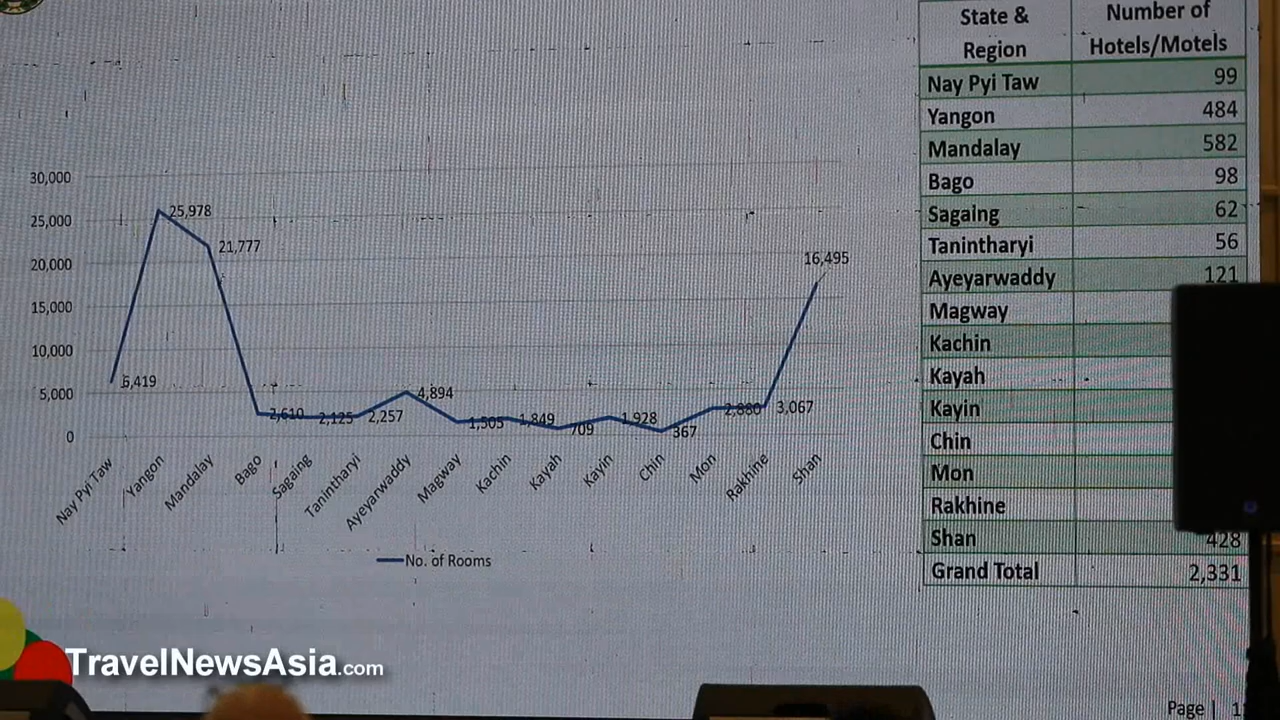 State & Region
Number of Hotels/Motels
Nay Pyi Taw 99
Yangon 484
Mandalay 582
Bago 98
Sagaing 62
Tanintharyi 56
Ayeyarwaddy 121
Magway
Kachin
Kayah
Kayin
Chin
Mon
Rakhine
Shan 428
Grand Total 2,331
30,000
25,000
20,000
15,000
10,000
5,000
0
6,419
25,978
21,777
2,610
2,125
2,257
4,894
1,505
1,849
709
1,928
367
2,880
3,067
16,495
Nay Pyi Taw
Yangon
Mandalay
Bago
Sagaing
Tanintharyi
Ayeyarwaddy
Magway
Kachin
Kayah
Kayin
Chin
Mon
Rakhine
Shan
No. of Rooms
TravelNewsAsia.com
Page | 1